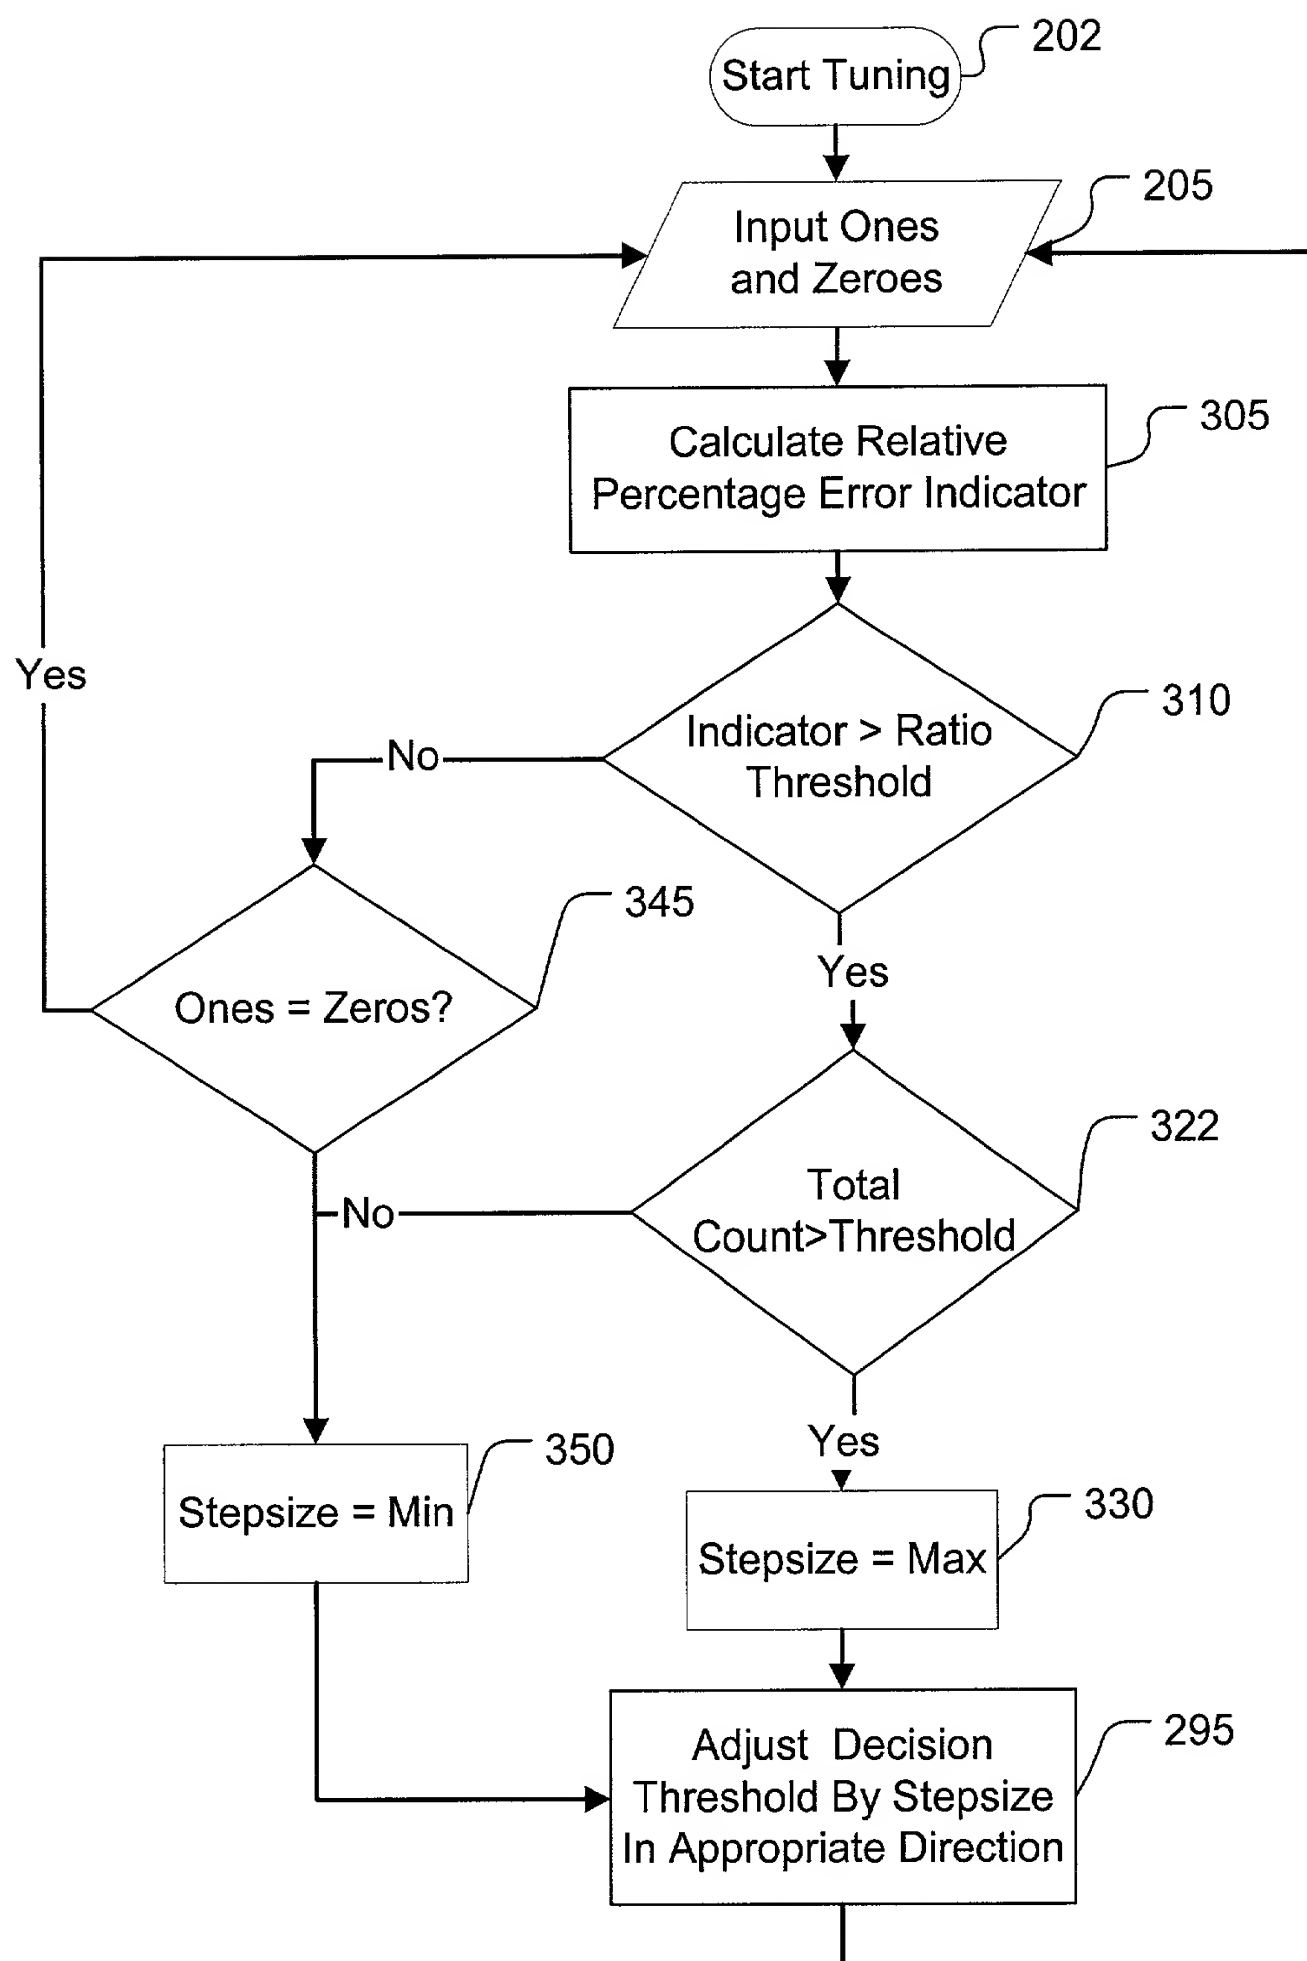 202
Start Tuning
205
Input Ones
and Zeroes
305
Calculate Relative
Percentage Error Indicator
Yes
310
Indicator > Ratio
Threshold
No
345
Yes
Ones = Zeros?
322
Total
Count>Threshold
No
Yes
350
Stepsize = Min
330
Stepsize = Max
295
Adjust Decision
Threshold By Stepsize
In Appropriate Direction